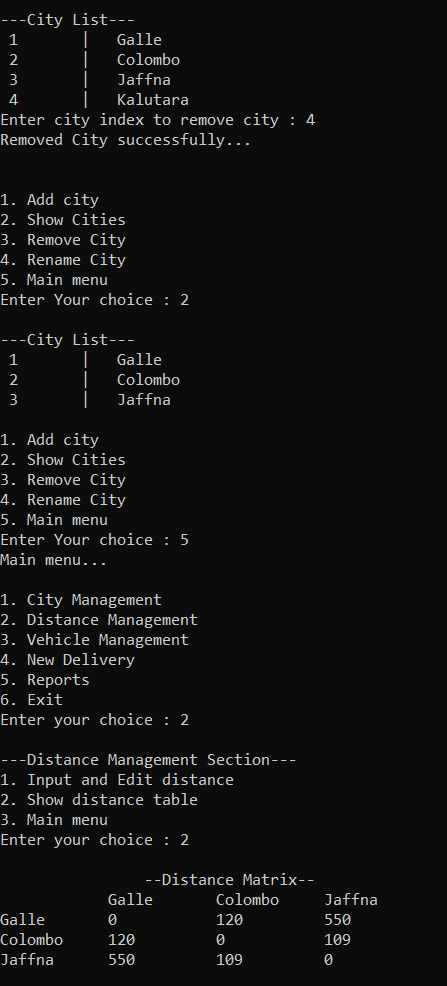 ---City List---
 1       |   Galle
 2       |   Colombo
 3       |   Jaffna
 4       |   Kalutara
Enter city index to remove city : 4
Removed City successfully...
1. Add city
2. Show Cities
3. Remove City
4. Rename City
5. Main menu
Enter Your choice : 2
---City List---
 1       |   Galle
 2       |   Colombo
 3       |   Jaffna
1. Add city
2. Show Cities
3. Remove City
4. Rename City
5. Main menu
Enter Your choice : 5
Main menu...
1. City Management
2. Distance Management
3. Vehicle Management
4. New Delivery
5. Reports
6. Exit
Enter your choice : 2
---Distance Management Section---
1. Input and Edit distance
2. Show distance table
3. Main menu
Enter your choice : 2
                --Distance Matrix--
            Galle       Colombo     Jaffna
Galle       0           120         550
Colombo     120         0           109
Jaffna      550         109         0